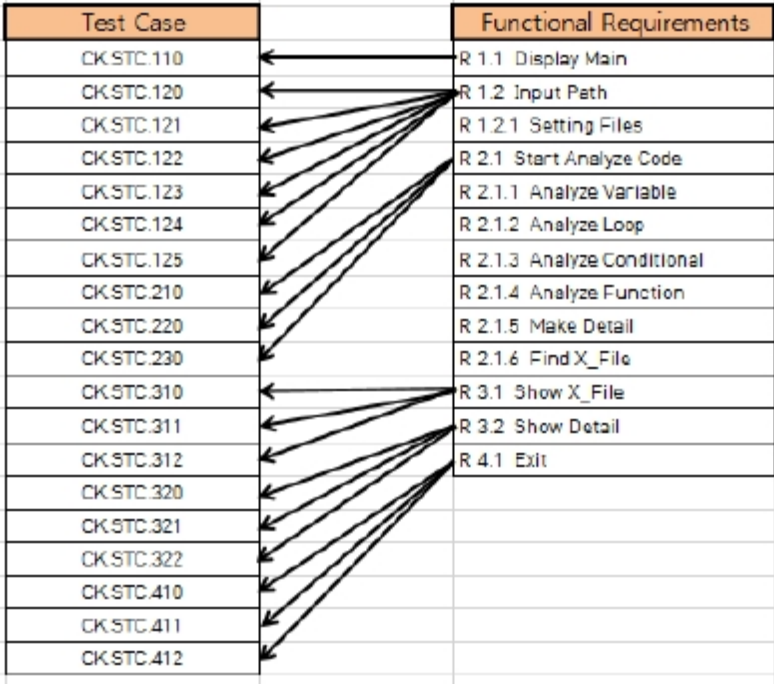 Test Case
Functional Requirements
CK.STC.110
R 1.1 Display Main
CK.STC.120
R 1.2 Input Path
CK.STC.121
R 1.2.1 Setting Files
CK.STC.122
R 2.1 Start Analyze Code
CK.STC.123
R 2.1.1 Analyze Variable
CK.STC.124
R 2.1.2 Analyze Loop
CK.STC.125
R 2.1.3 Analyze Conditional
CK.STC.210
R 2.1.4 Analyze Function
CK.STC.220
R 2.1.5 Make Detail
CK.STC.230
R 2.1.6 Find X_File
CK.STC.310
R 3.1 Show X_File
CK.STC.311
R 3.2 Show Detail
CK.STC.312
R 4.1 Exit
CK.STC.320
CK.STC.321
CK.STC.322
CK.STC.410
CK.STC.411
CK.STC.412